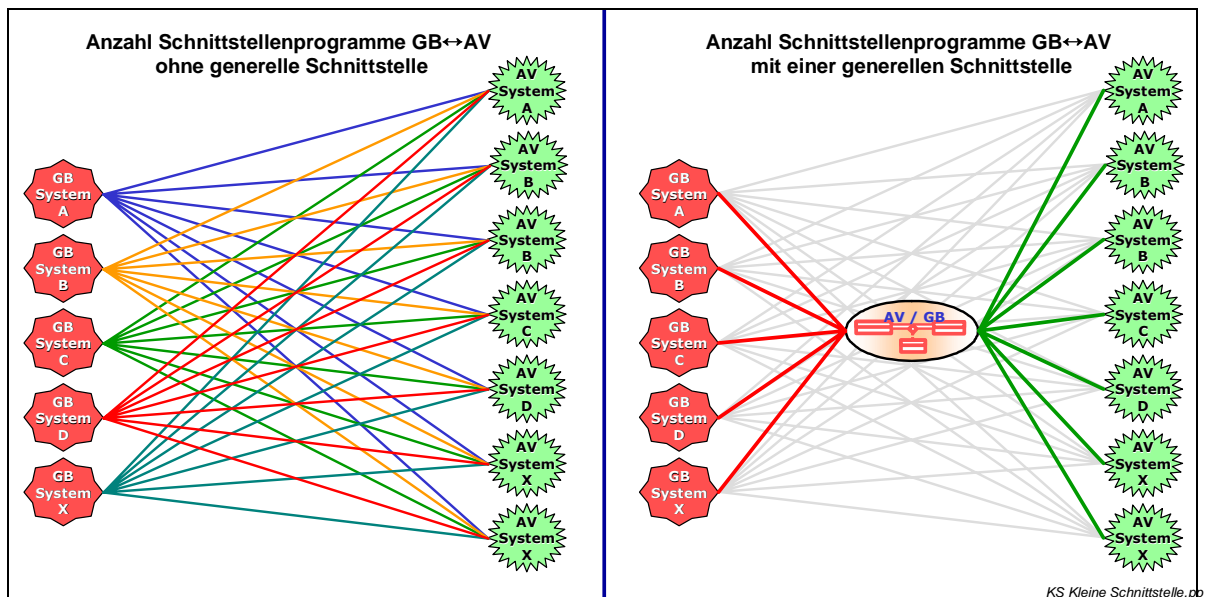 Anzahl Schnittstellenprogramme GB↔AV
ohne generelle Schnittstelle
GB
System
A
GB
System
B
GB
System
C
GB
System
D
GB
System
X
AV
System
A
AV
System
B
AV
System
B
AV
System
C
AV
System
D
AV
System
X
AV
System
X
Anzahl Schnittstellenprogramme GB↔AV
mit einer generellen Schnittstelle
GB
System
A
GB
System
B
GB
System
C
GB
System
D
GB
System
X
AV / GB
AV
System
A
AV
System
B
AV
System
B
AV
System
C
AV
System
D
AV
System
X
AV
System
X
KS Kleine Schnittstelle.pp